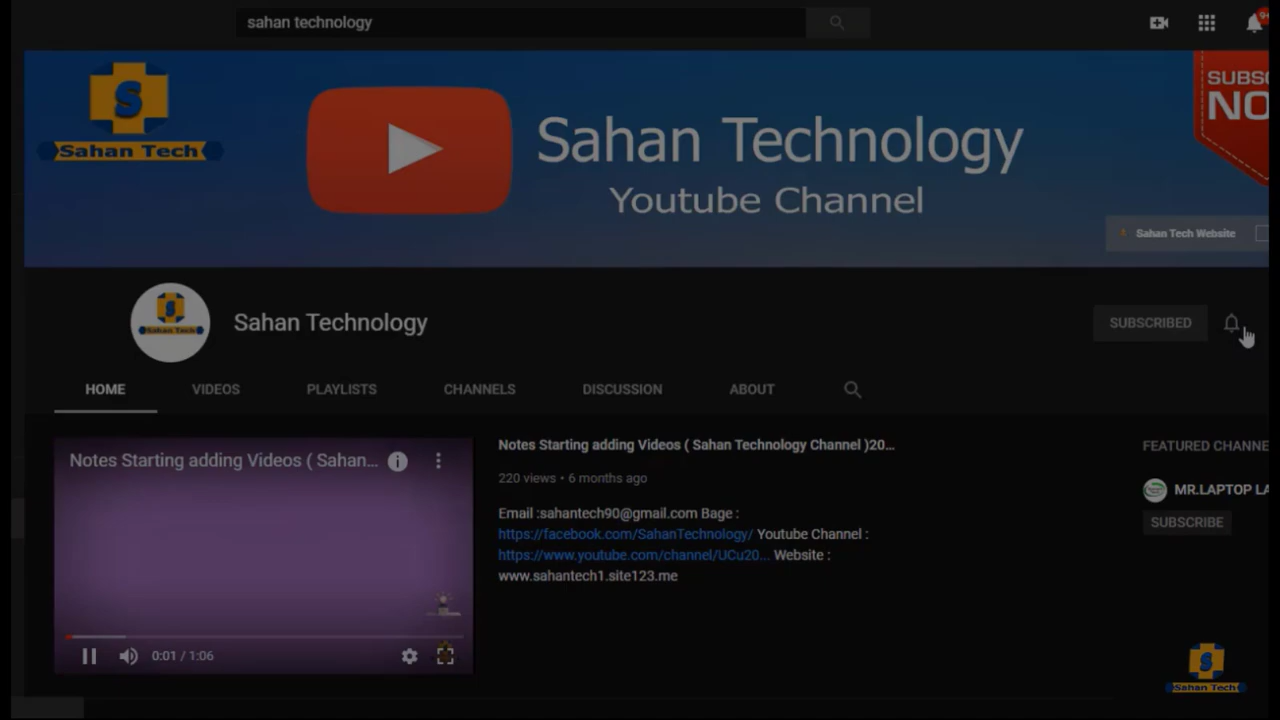 sahan technology
9+
S
Sahan Tech
Sahan Technology
Youtube Channel
SUBSC
NO
Sahan Tech Website
S
Sahan Tech
Sahan Technology
SUBSCRIBED
HOME VIDEOS PLAYLISTS CHANNELS DISCUSSION ABOUT
Notes Starting adding Videos ( Sahan...
0:01 / 1:06
Notes Starting adding Videos ( Sahan Technology Channel )20...
220 views • 6 months ago
Email :sahantech90@gmail.com Bage :
https://facebook.com/SahanTechnology/ Youtube Channel :
https://www.youtube.com/channel/UCu20... Website :
www.sahantech1.site123.me
FEATURED CHANNE
MR.LAPTOP LA
SUBSCRIBE
S
Sahan Tech